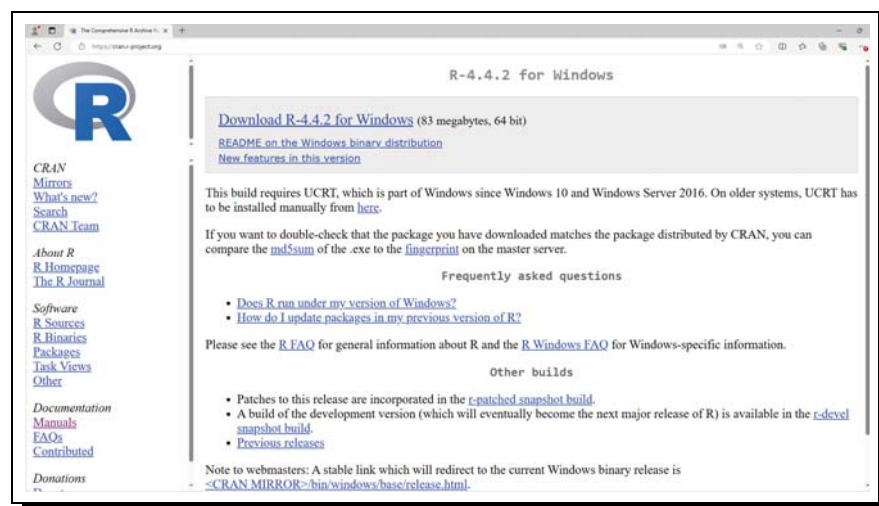 The Comprehensive R Archive N
https://cran.r-project.org
R
CRAN
Mirrors
What's new?
Search
CRAN Team
About R
R Homepage
The R Journal
Software
R Sources
R Binaries
Packages
Task Views
Other
Documentation
Manuals
FAQs
Contributed
Donations
R-4.4.2 for Windows
Download R-4.4.2 for Windows (83 megabytes, 64 bit)
README on the Windows binary distribution
New features in this version
This build requires UCRT, which is part of Windows since Windows 10 and Windows Server 2016. On older systems, UCRT has
to be installed manually from here.
If you want to double-check that the package you have downloaded matches the package distributed by CRAN, you can
compare the md5sum of the .exe to the fingerprint on the master server.
Frequently asked questions
• Does R run under my version of Windows?
• How do I update packages in my previous version of R?
Please see the R FAQ for general information about R and the R Windows FAQ for Windows-specific information.
Other builds
• Patches to this release are incorporated in the r-patched snapshot build.
• A build of the development version (which will eventually become the next major release of R) is available in the r-devel
snapshot build.
• Previous releases
Note to webmasters: A stable link which will redirect to the current Windows binary release is
<CRAN MIRROR>/bin/windows/base/release.html.